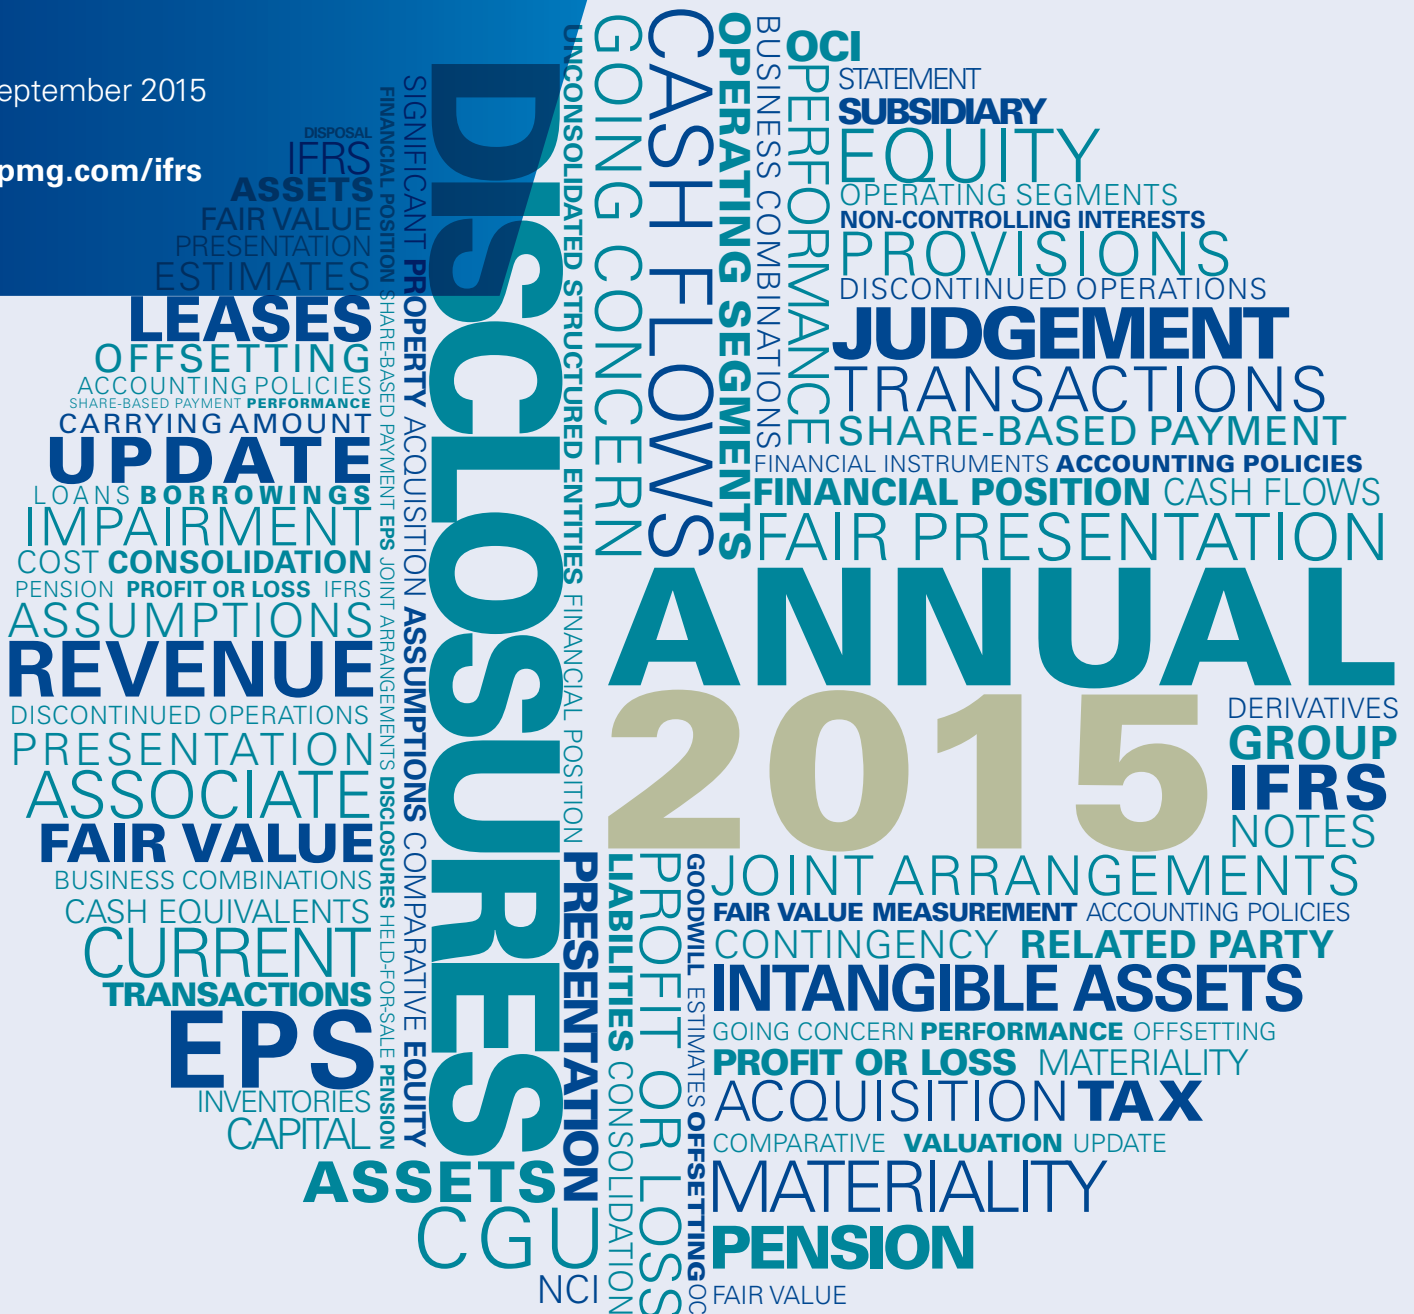 eptember 2015
pmg.com/ifrs
DISPOSAL
IFRS
ASSETS
FAIR VALUE
PRESENTATION
ESTIMATES
LEASES
OFFSETTING
ACCOUNTING POLICIES
SHARE-BASED PAYMENT PERFORMANCE
CARRYING AMOUNT
UPDATE
LOANS BORROWINGS
IMPAIRMENT
COST CONSOLIDATION
PENSION PROFIT OR LOSS IFRS
ASSUMPTIONS
REVENUE
DISCONTINUED OPERATIONS
PRESENTATION
ASSOCIATE
FAIR VALUE
BUSINESS COMBINATIONS
CASH EQUIVALENTS
CURRENT
TRANSACTIONS
EPS
INVENTORIES
CAPITAL
ASSETS
CGU
NCI
FINANCIAL POSITION SHARE-BASED PAYMENT EPS JOINT ARRANGEMENTS DISCLOSURES HELD-FOR-SALE PENSION
SIGNIFICANT PROPERTY ACQUISITION ASSUMPTIONS COMPARATIVE EQUITY
DISCLOSURES
UNCONSOLIDATED STRUCTURED ENTITIES FINANCIAL POSITION
PRESENTATION
GOING CONCERN
CASH FLOWS
OPERATING SEGMENTS
BUSINESS COMBINATIONS
PERFORMANCE
OCI
STATEMENT
SUBSIDIARY
EQUITY
OPERATING SEGMENTS
NON-CONTROLLING INTERESTS
PROVISIONS
DISCONTINUED OPERATIONS
JUDGEMENT
TRANSACTIONS
SHARE-BASED PAYMENT
FINANCIAL INSTRUMENTS ACCOUNTING POLICIES
FINANCIAL POSITION CASH FLOWS
FAIR PRESENTATION
ANNUAL
2015
DERIVATIVES
GROUP
IFRS
NOTES
LIABILITIES CONSOLIDATION
PROFIT OR LOSS
GOODWILL ESTIMATES OFFSETTING OC
JOINT ARRANGEMENTS
FAIR VALUE MEASUREMENT ACCOUNTING POLICIES
CONTINGENCY RELATED PARTY
INTANGIBLE ASSETS
GOING CONCERN PERFORMANCE OFFSETTING
PROFIT OR LOSS MATERIALITY
ACQUISITION TAX
COMPARATIVE VALUATION UPDATE
MATERIALITY
PENSION
FAIR VALUE